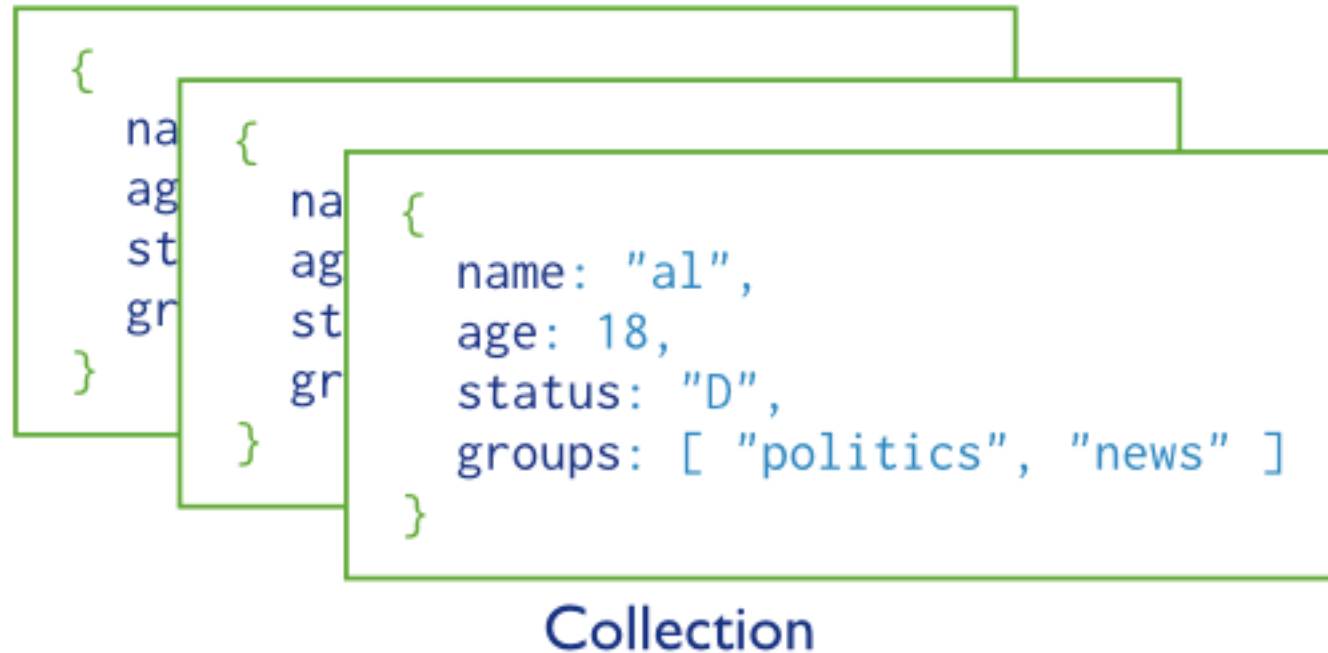 {
na
ag
st
gr
}
{
na
ag
st
gr
}
{
name: "al",
age: 18,
status: "D",
groups: [ "politics", "news" ]
}
Collection